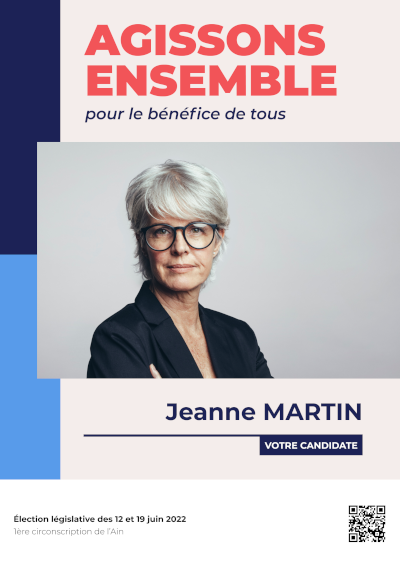 AGISSONS
ENSEMBLE
pour le bénéfice de tous
Jeanne MARTIN
VOTRE CANDIDATE
Élection législative des 12 et 19 juin 2022
1ère circonscription de l'Ain